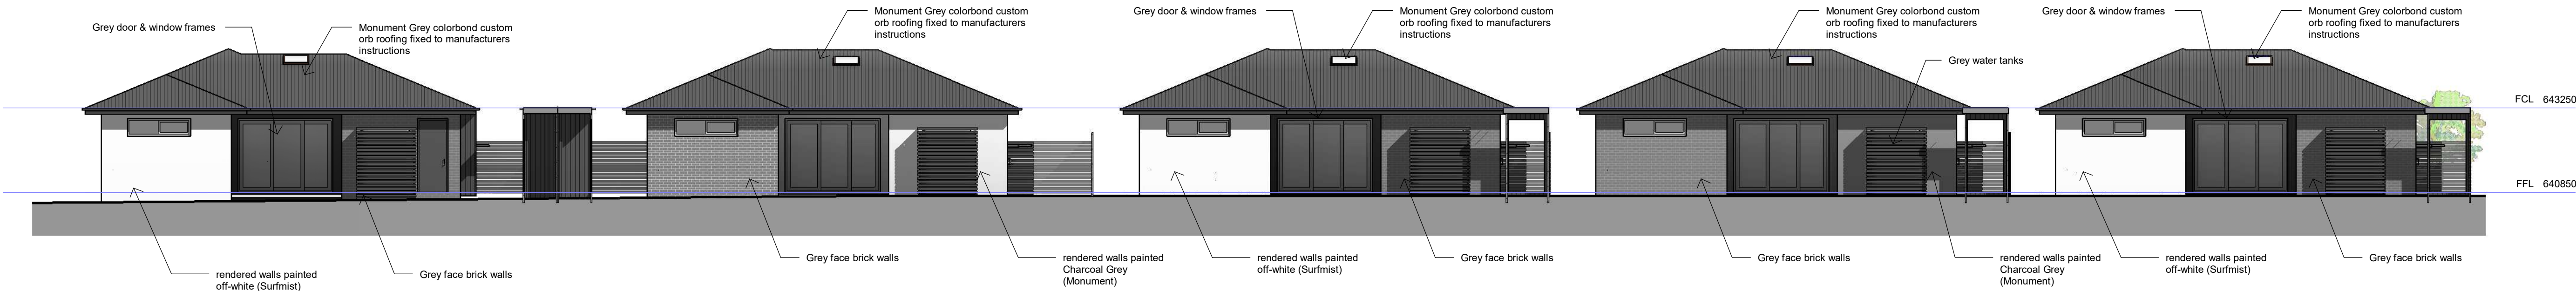 Grey door & window frames
Monument Grey colorbond custom
orb roofing fixed to manufacturers
instructions
Monument Grey colorbond custom
orb roofing fixed to manufacturers
instructions
Grey door & window frames
Monument Grey colorbond custom
orb roofing fixed to manufacturers
instructions
Monument Grey colorbond custom
orb roofing fixed to manufacturers
instructions
Grey water tanks
Grey door & window frames
Monument Grey colorbond custom
orb roofing fixed to manufacturers
instructions
FCL 643250
FFL 640850
rendered walls painted
off-white (Surfmist)
Grey face brick walls
Grey face brick walls
rendered walls painted
Charcoal Grey
(Monument)
rendered walls painted
off-white (Surfmist)
Grey face brick walls
Grey face brick walls
rendered walls painted
Charcoal Grey
(Monument)
rendered walls painted
off-white (Surfmist)
Grey face brick walls